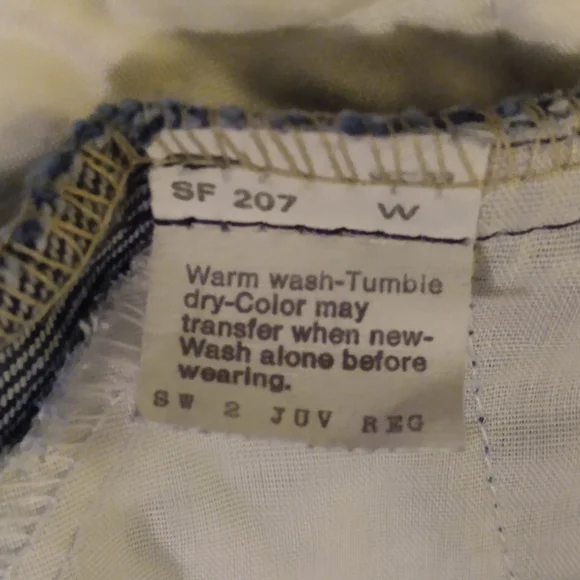 SF 207 W
Warm wash-Tumble
dry-Color may
transfer when new-
Wash alone before
wearing.
SW 2 JUV REG